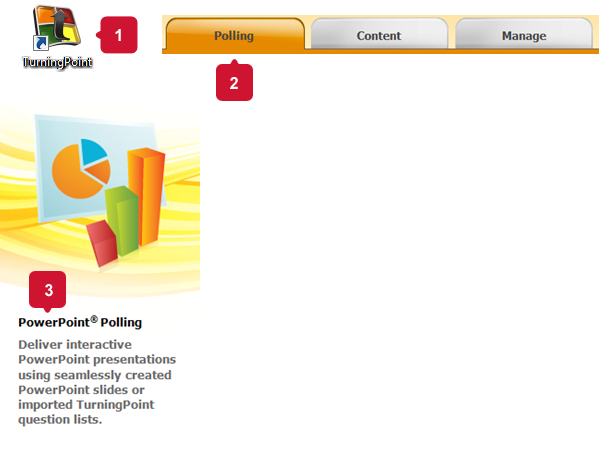 1
TurningPoint
Polling
Content
Manage
2
3
PowerPoint® Polling
Deliver interactive
PowerPoint presentations
using seamlessly created
PowerPoint slides or
imported TurningPoint
question lists.